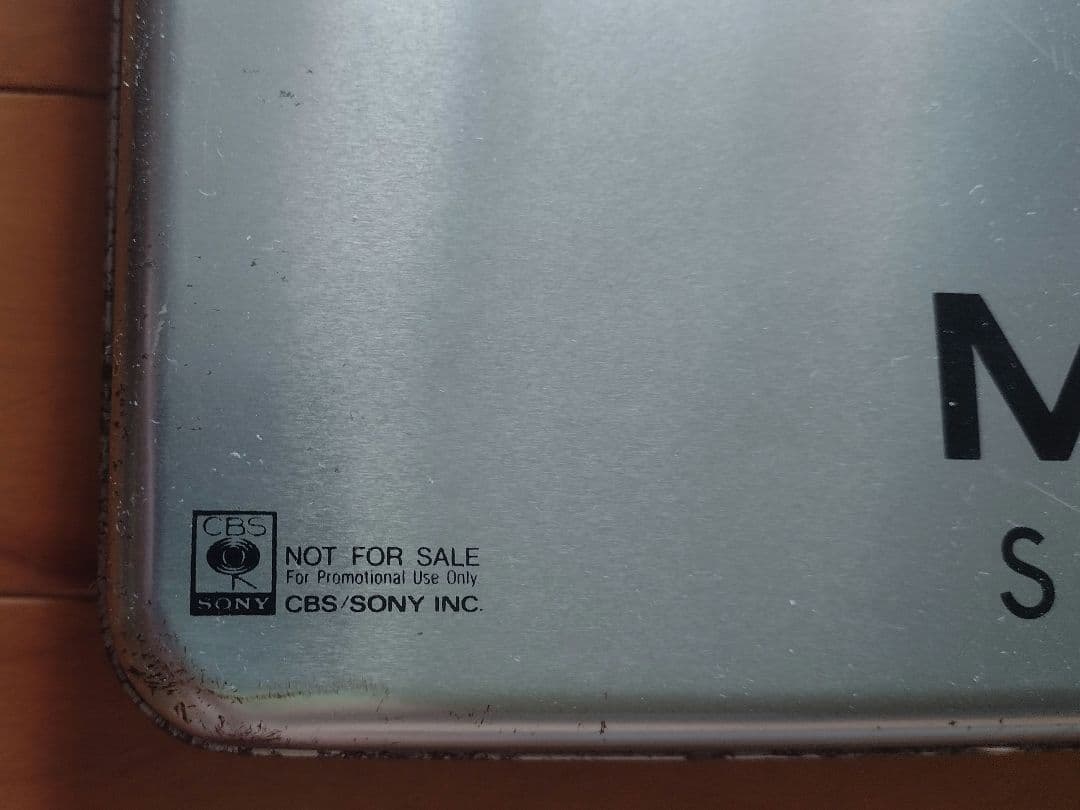 M
S
CBS
NOT FOR SALE
For Promotional Use Only
SONY CBS/SONY INC.